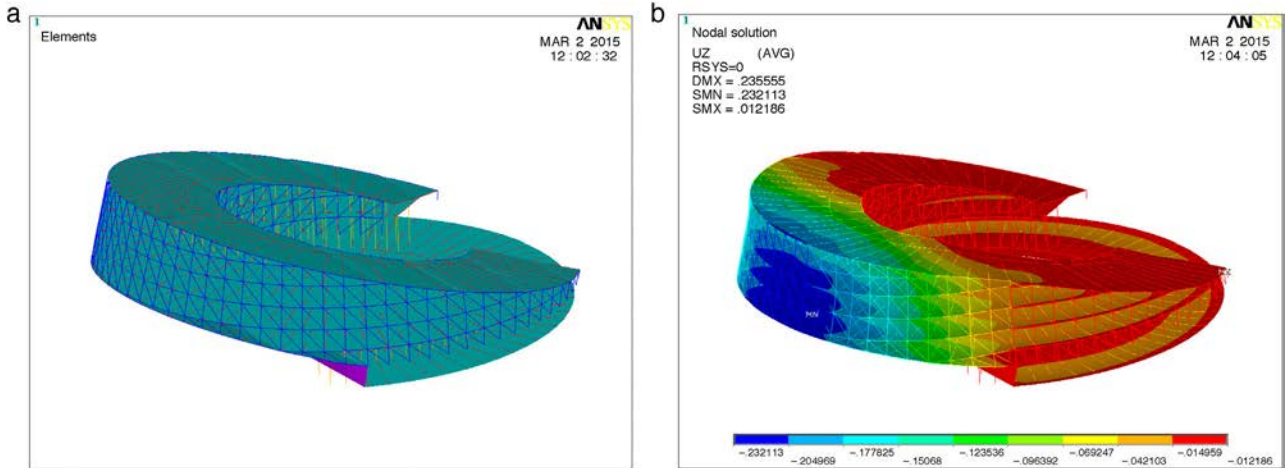 a
1
ANSYS
Elements
MAR 2 2015
12 : 02 : 32
b
1
ANSYS
Nodal solution
MAR 2 2015
UZ (AVG)
12 : 04 : 05
RSYS=0
DMX = .235555
SMN = .232113
SMX = .012186
MN
-.232113 -.177825 -.123536 -.069247 -.014959
-.204969 -.15068 -.096392 -.042103 -.012186